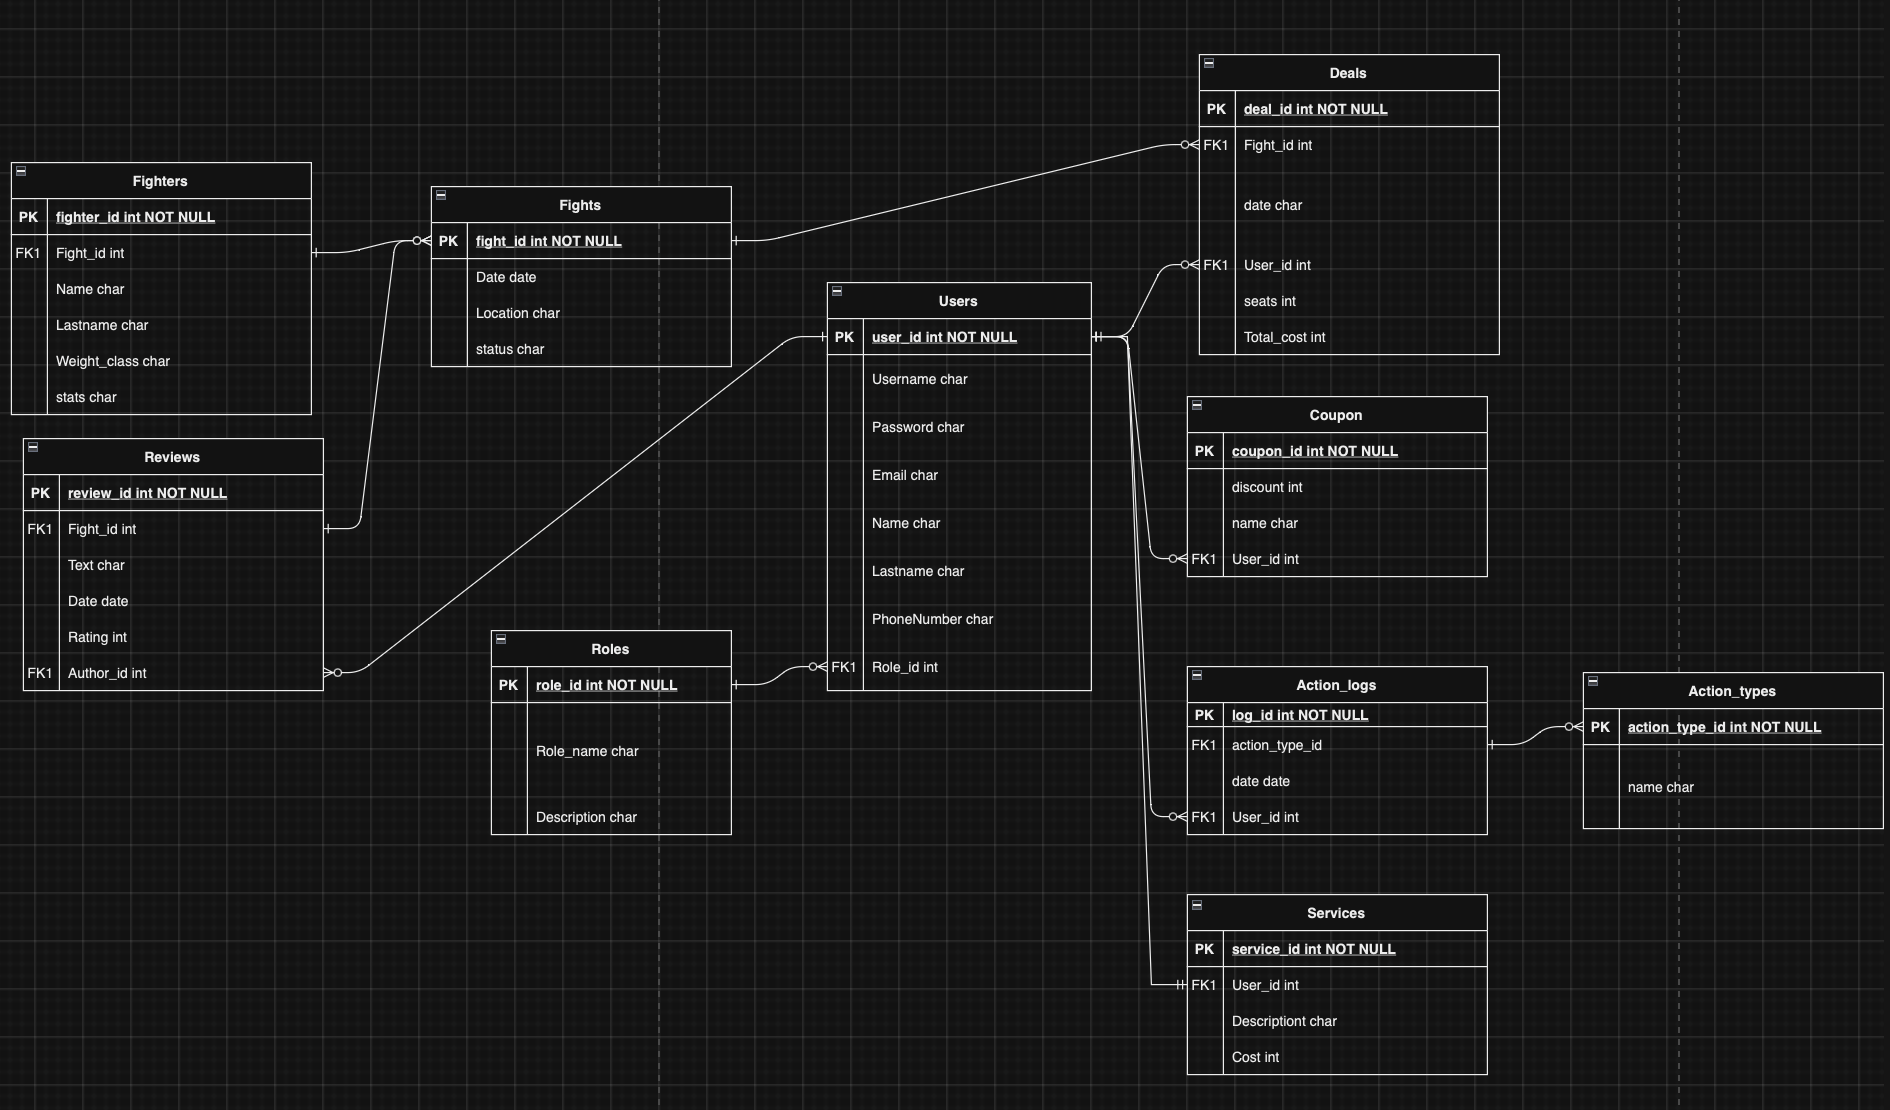 Fighters
PK fighter_id int NOT NULL
FK1 Fight_id int
Name char
Lastname char
Weight_class char
stats char
Reviews
PK review_id int NOT NULL
FK1 Fight_id int
Text char
Date date
Rating int
FK1 Author_id int
Fights
PK fight_id int NOT NULL
Date date
Location char
status char
Roles
PK role_id int NOT NULL
Role_name char
Description char
Users
PK user_id int NOT NULL
Username char
Password char
Email char
Name char
Lastname char
PhoneNumber char
FK1 Role_id int
Deals
PK deal_id int NOT NULL
FK1 Fight_id int
date char
FK1 User_id int
seats int
Total_cost int
Coupon
PK coupon_id int NOT NULL
discount int
name char
FK1 User_id int
Action_logs
PK log_id int NOT NULL
FK1 action_type_id
date date
FK1 User_id int
Services
PK service_id int NOT NULL
FK1 User_id int
Descriptiont char
Cost int
Action_types
PK action_type_id int NOT NULL
name char